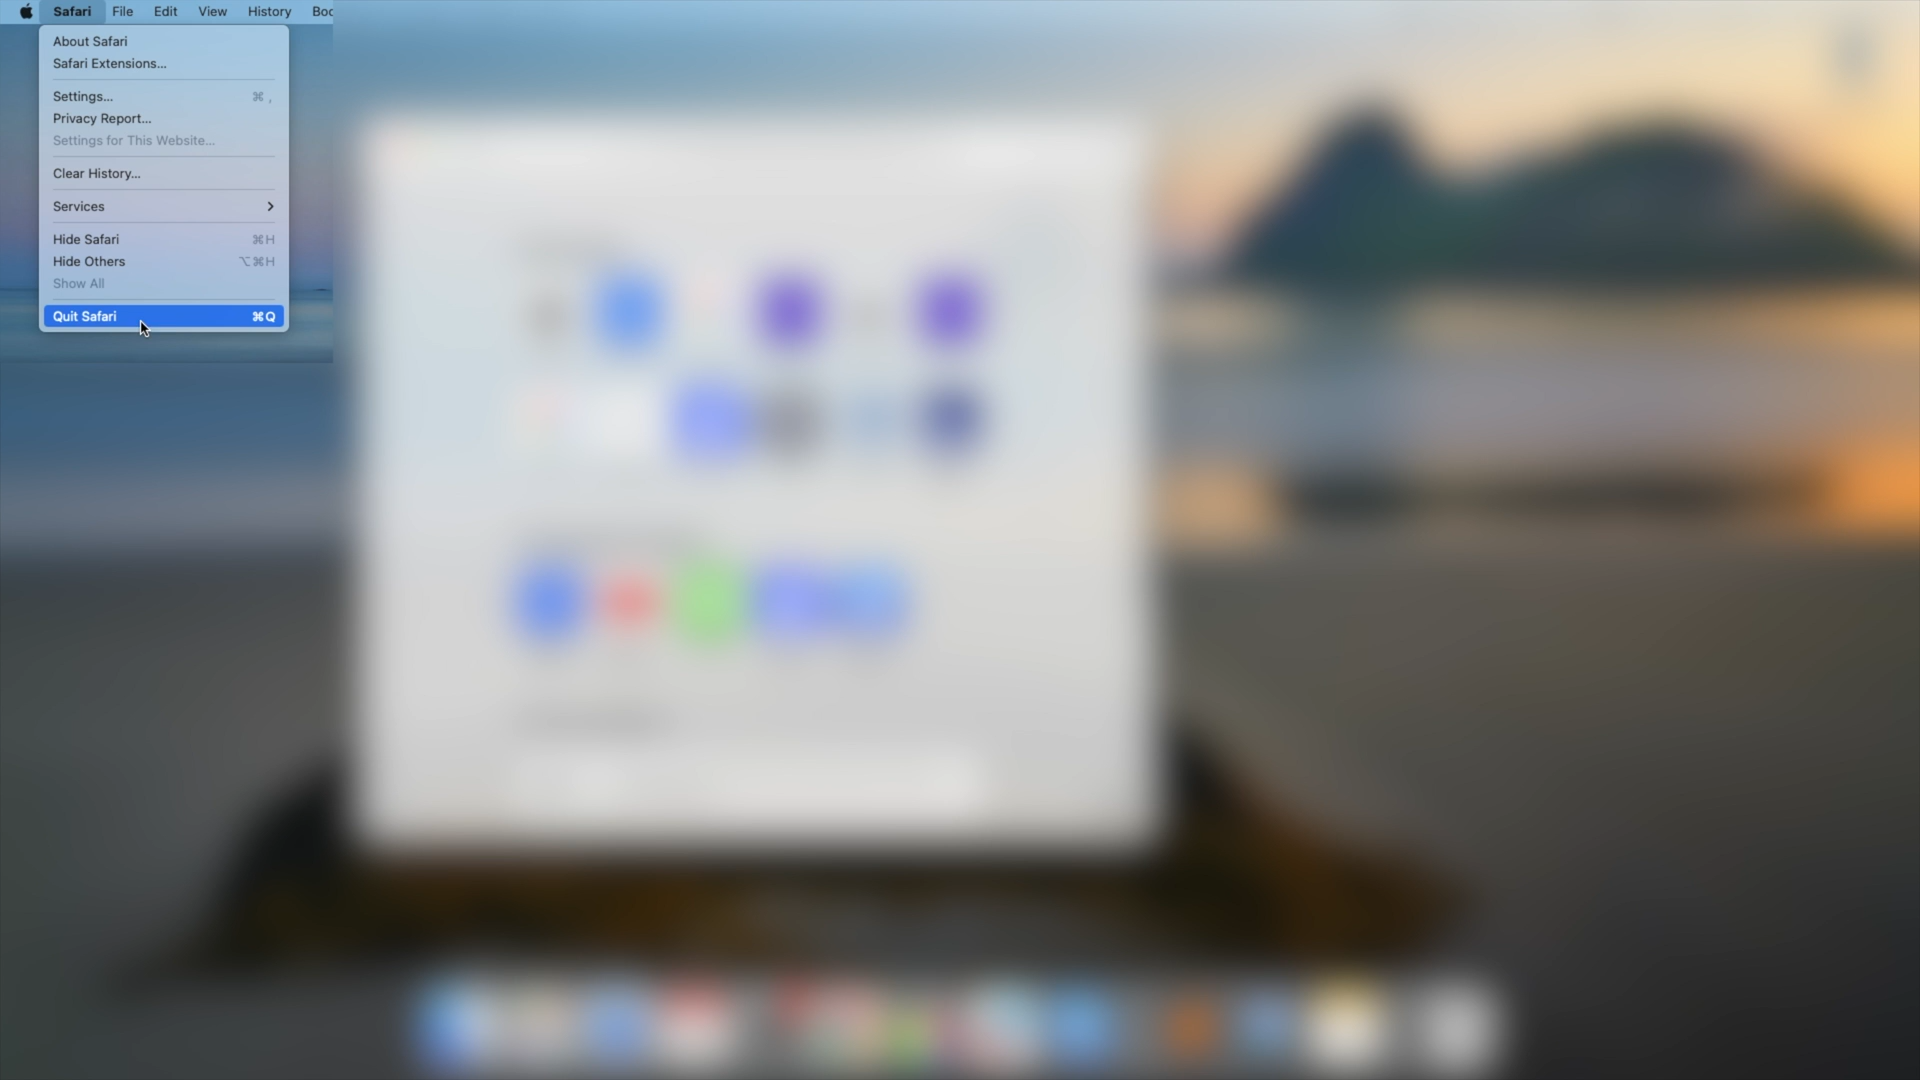 Safari File Edit View History Boo
About Safari
Safari Extensions...
Settings... ⌘ ,
Privacy Report...
Settings for This Website...
Clear History...
Services
Hide Safari ⌘H
Hide Others ⌥⌘H
Show All
Quit Safari ⌘Q